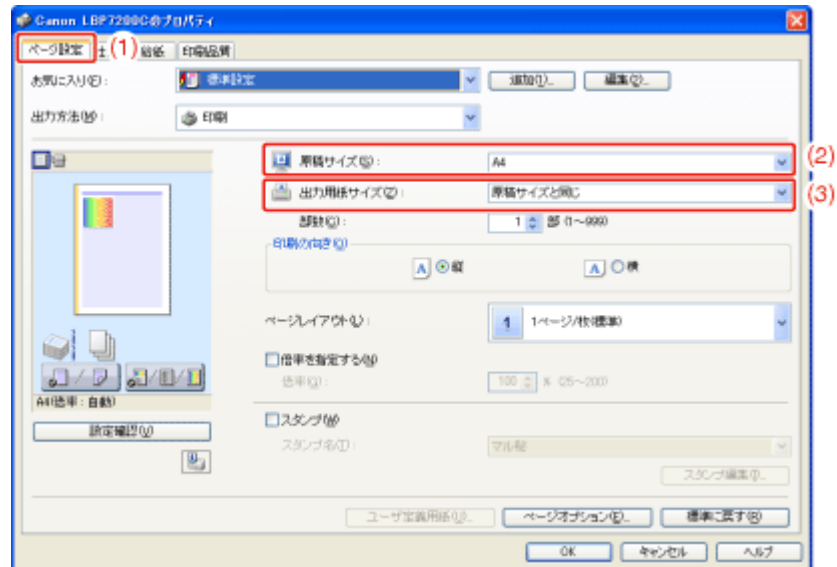 Canon LBP7200Cのプロパティ
ページ設定 仕 (1) 給紙 印刷品質
お気に入り(F): 標準設定 追加(1)... 編集(2)...
出力方法(M): 印刷
原稿サイズ(S): A4 (2)
出力用紙サイズ(Z): 原稿サイズと同じ (3)
部数(C): 1 部 (1~999)
印刷の向き(O)
A 縦 A 横
ページレイアウト(L): 1 1ページ/枚(標準)
倍率を指定する(N)
倍率(G): 100 % (25~200)
A4(倍率:自動)
スタンプ(W)
設定確認(V)
スタンプ名(T): マル秘
スタンプ編集(I)...
ユーザ定義用紙(U)... ページオプション(E)... 標準に戻す(R)
OK キャンセル ヘルプ